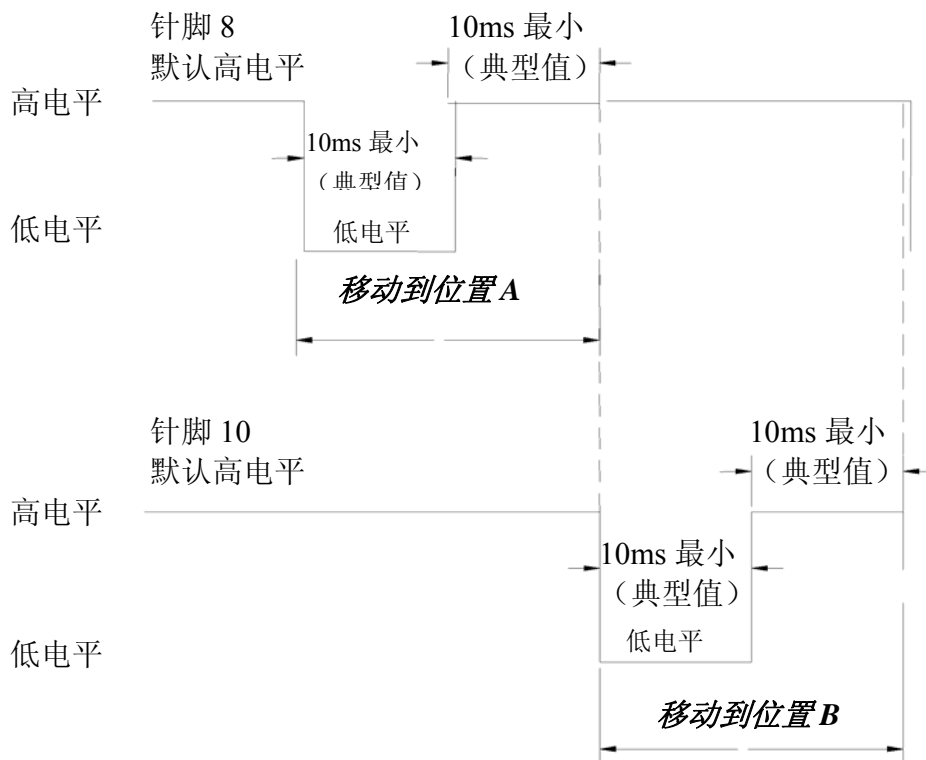 针脚 8
默认高电平
10ms 最小
（典型值）
高电平
10ms 最小
（典型值）
低电平
低电平
移动到位置 A
针脚 10
默认高电平
10ms 最小
（典型值）
高电平
10ms 最小
（典型值）
低电平
低电平
移动到位置 B